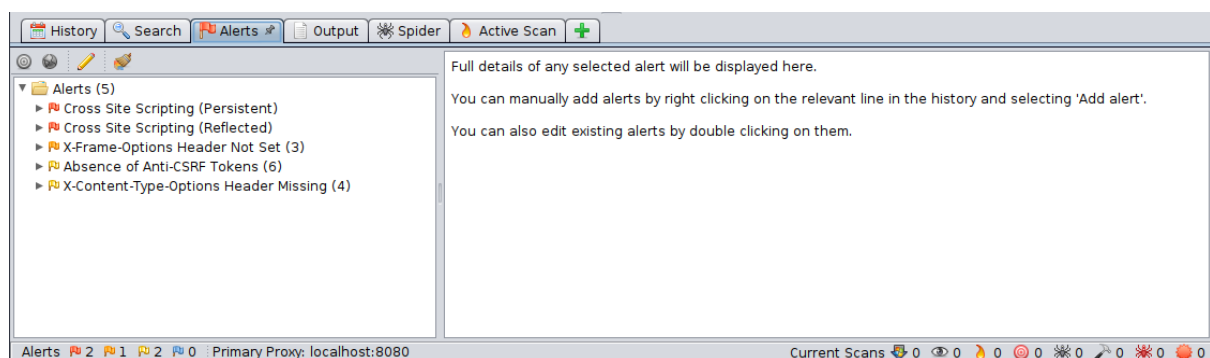 History Search Alerts Output Spider Active Scan
Full details of any selected alert will be displayed here.
You can manually add alerts by right clicking on the relevant line in the history and selecting 'Add alert'.
You can also edit existing alerts by double clicking on them.
Alerts (5)
Cross Site Scripting (Persistent)
Cross Site Scripting (Reflected)
X-Frame-Options Header Not Set (3)
Absence of Anti-CSRF Tokens (6)
X-Content-Type-Options Header Missing (4)
Alerts 2 1 2 0 Primary Proxy: localhost:8080 Current Scans 0 0 0 0 0 0 0 0